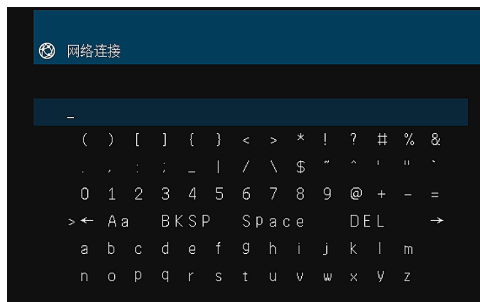 网络连接
_
( ) [ ] { } < > * ! ? # % &
. , : ; _ | / \ $ ~ ^ ' " `
0 1 2 3 4 5 6 7 8 9 @ + - =
>← Aa BKSP Space DEL →
a b c d e f g h i j k l m
n o p q r s t u v w x y z